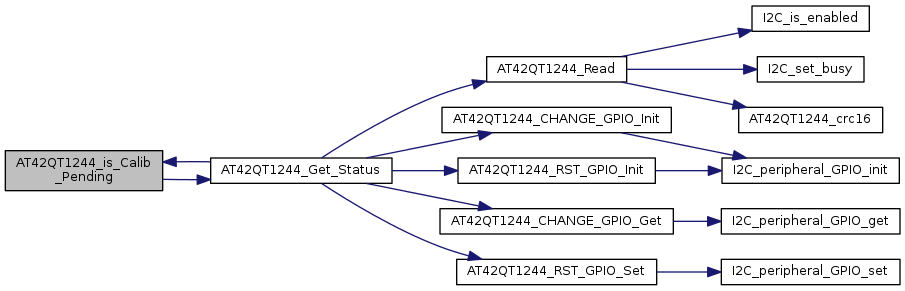 AT42QT1244_is_Calib
_Pending
AT42QT1244_Get_Status
AT42QT1244_Read
I2C_is_enabled
I2C_set_busy
AT42QT1244_crc16
AT42QT1244_CHANGE_GPIO_Init
I2C_peripheral_GPIO_init
AT42QT1244_RST_GPIO_Init
AT42QT1244_CHANGE_GPIO_Get
I2C_peripheral_GPIO_get
AT42QT1244_RST_GPIO_Set
I2C_peripheral_GPIO_set